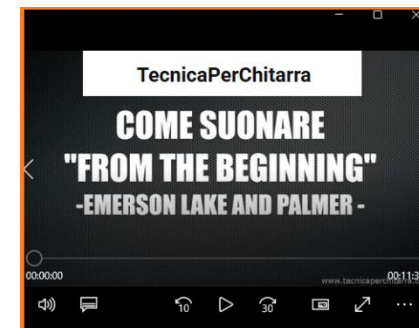 TecnicaPerChitarra
COME SUONARE
"FROM THE BEGINNING"
-EMERSON LAKE AND PALMER -
00:00:00
00:11:3
10
30